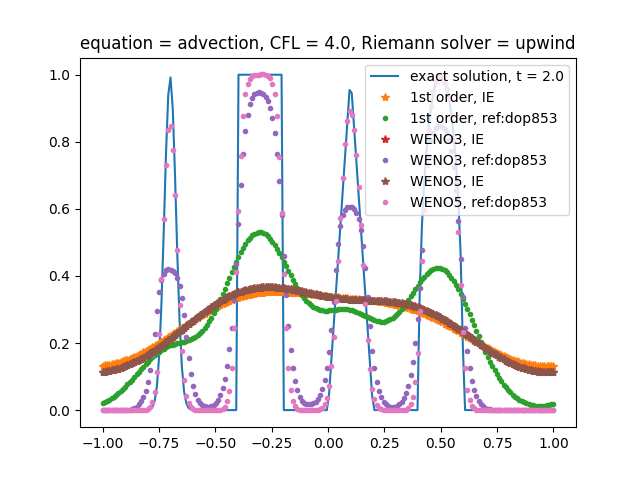 equation = advection, CFL = 4.0, Riemann solver = upwind
exact solution, t = 2.0
1st order, IE
1st order, ref:dop853
WENO3, IE
WENO3, ref:dop853
WENO5, IE
WENO5, ref:dop853
1.0
0.8
0.6
0.4
0.2
0.0
−1.00 −0.75 −0.50 −0.25 0.00 0.25 0.50 0.75 1.00